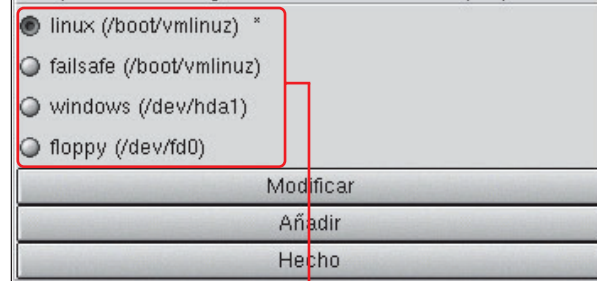 linux (/boot/vmlinuz) *
failsafe (/boot/vmlinuz)
windows (/dev/hda1)
floppy (/dev/fd0)
Modificar
Añadir
Hecho